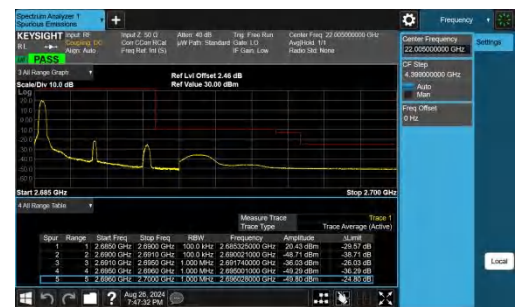 Spectrum Analyzer 1
Spurious Emissions
Frequency
KEYSIGHT Input: RF
Coupling: DC
Align: Auto
Input Z: 50 Ω
Corr CCorr RCal
Freq Ref: Int (S)
Atten: 40 dB
µW Path: Standard
Trig: Free Run
Gate: LO
IF Gain: Low
Center Freq: 22.005000000 GHz
Avg|Hold: 1/1
Radio Std: None
RL
PASS
Center Frequency
22.005000000 GHz
Settings
CF Step
4.399000000 GHz
Auto
Man
Freq Offset
0 Hz
3 All Range Graph
Scale/Div 10.0 dB
Ref Lvl Offset 2.46 dB
Ref Value 30.00 dBm
Log
20.0
10.0
Start 2.685 GHz
Stop 2.700 GHz
4 All Range Table
Measure Trace Trace 1
Trace Type Trace Average (Active)
Spur Range Start Freq Stop Freq RBW Frequency Amplitude ΔLimit
1 1 2.6850 GHz 2.6900 GHz 100.0 kHz 2.685325000 GHz 20.43 dBm -29.57 dB
2 2 2.6900 GHz 2.6910 GHz 100.0 kHz 2.690021000 GHz -48.71 dBm -38.71 dB
3 3 2.6910 GHz 2.6950 GHz 1.000 MHz 2.691740000 GHz -36.03 dBm -26.03 dB
4 4 2.6950 GHz 2.6960 GHz 1.000 MHz 2.695001000 GHz -49.29 dBm -36.29 dB
5 5 2.6960 GHz 2.7000 GHz 1.000 MHz 2.696028000 GHz -49.80 dBm -24.80 dB
Local
Aug 26, 2024
7:47:32 PM